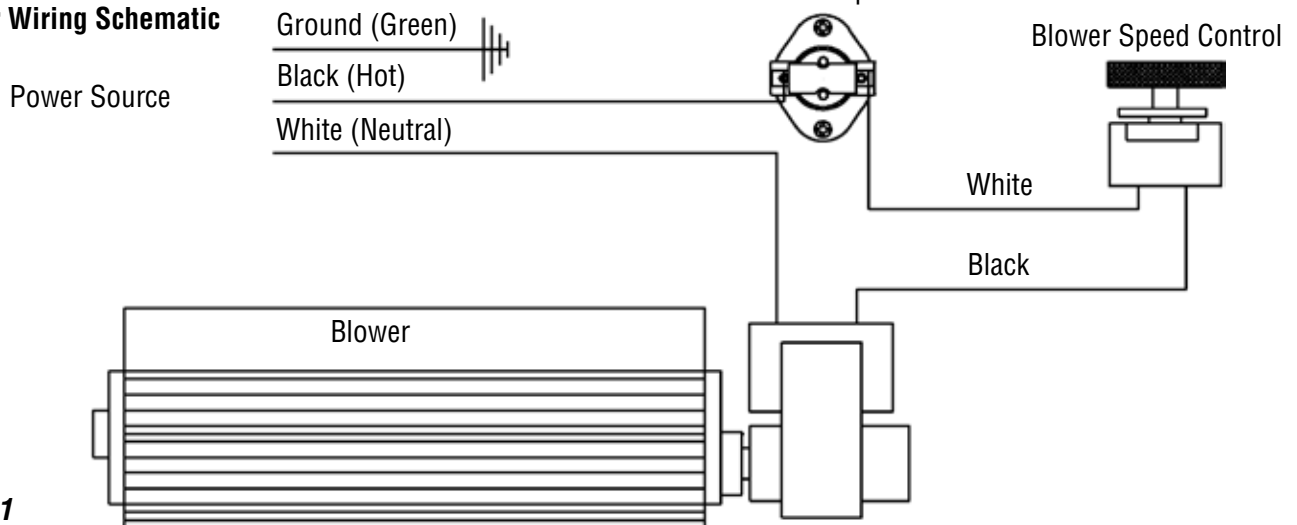 Wiring Schematic
Ground (Green)
Blower Speed Control
Black (Hot)
Power Source
White (Neutral)
White
Black
Blower
1